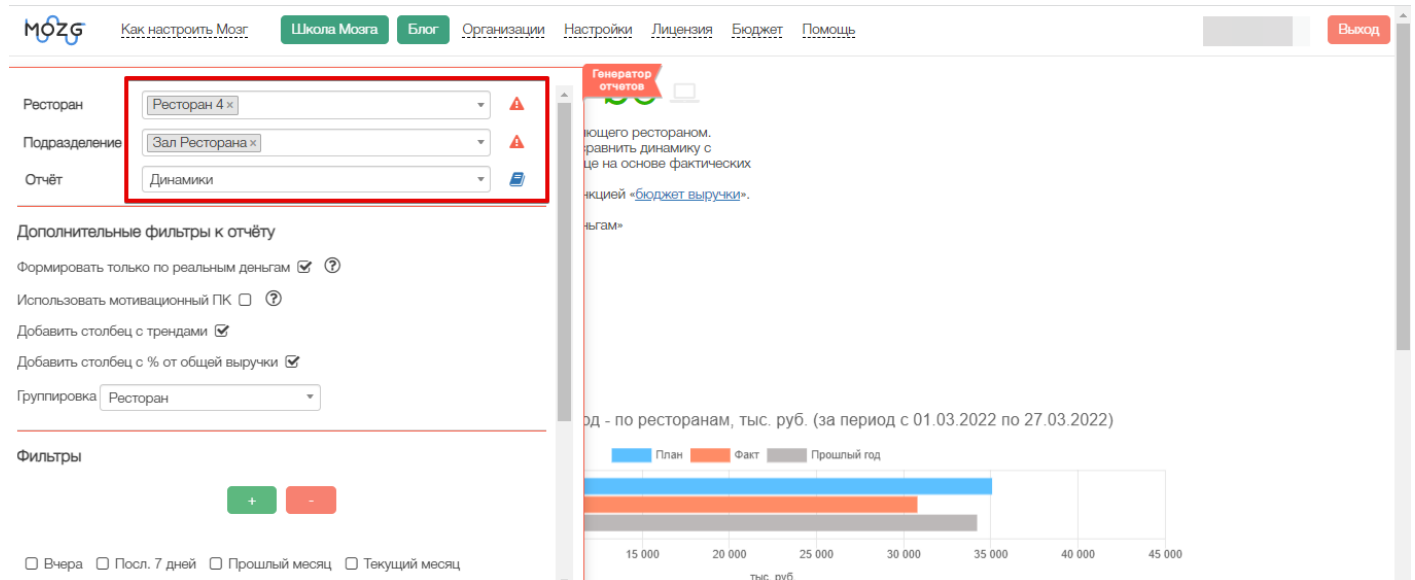 MOZG Как настроить Мозг Школа Мозга Блог Организации Настройки Лицензия Бюджет Помощь Выход
Генератор
отчетов
Ресторан Ресторан 4 ×
Подразделение Зал Ресторана ×
Отчёт Динамики
Дополнительные фильтры к отчёту
Формировать только по реальным деньгам ?
Использовать мотивационный ПК ?
Добавить столбец с трендами
Добавить столбец с % от общей выручки
Группировка Ресторан
Фильтры
+ -
Вчера Посл. 7 дней Прошлый месяц Текущий месяц
ющего рестораном.
равнить динамику с
це на основе фактических
нкцией «бюджет выручки».
ньгам»
од - по ресторанам, тыс. руб. (за период с 01.03.2022 по 27.03.2022)
План Факт Прошлый год
15 000 20 000 25 000 30 000 35 000 40 000 45 000
тыс. руб.